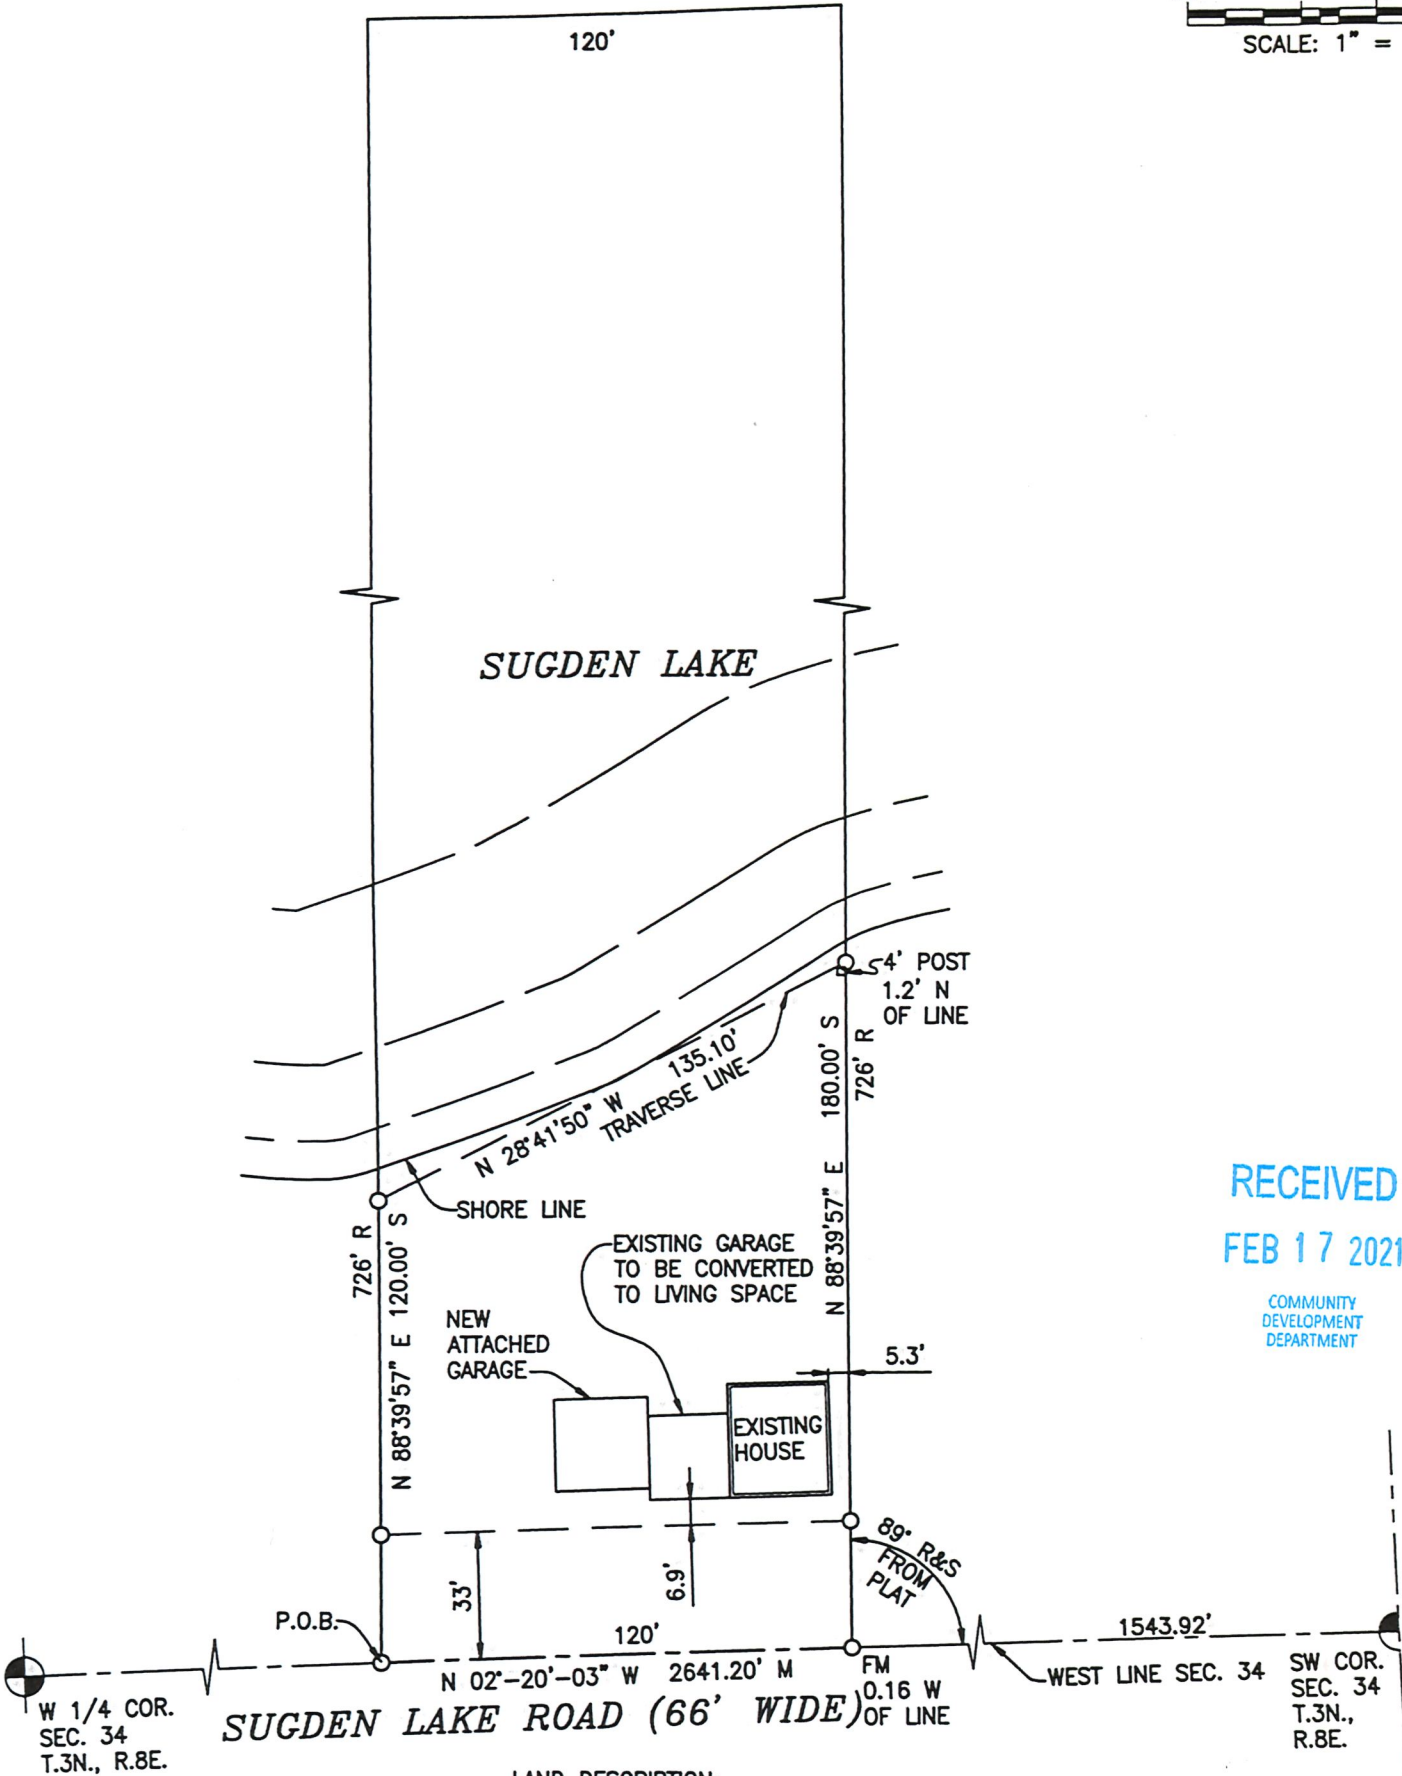 120'
SCALE: 1" =
SUGDEN LAKE
4' POST
1.2' N
OF LINE
135.10'
TRAVERSE LINE
N 28°41'50" W
180.00' S
726' R
N 88°39'57" E
SHORE LINE
726' R
120.00' S
N 88°39'57" E
RECEIVED
FEB 17 2021
COMMUNITY
DEVELOPMENT
DEPARTMENT
EXISTING GARAGE
TO BE CONVERTED
TO LIVING SPACE
NEW
ATTACHED
GARAGE
5.3'
EXISTING
HOUSE
89° R&S
FROM
PLAT
33'
6.9'
P.O.B.
120'
1543.92'
N 02°-20'-03" W 2641.20' M
FM
0.16 W
OF LINE
WEST LINE SEC. 34
SW COR.
SEC. 34
T.3N.,
R.8E.
W 1/4 COR.
SEC. 34
T.3N., R.8E.
SUGDEN LAKE ROAD (66' WIDE)
LAND DESCRIPTION